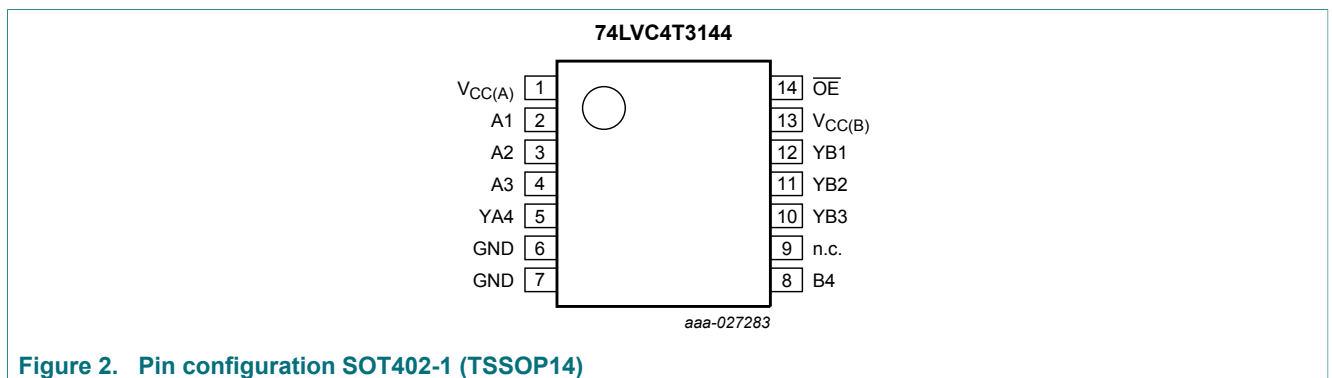 74LVC4T3144
VCC(A) 1 14 OE
A1 2 13 VCC(B)
A2 3 12 YB1
A3 4 11 YB2
YA4 5 10 YB3
GND 6 9 n.c.
GND 7 8 B4
aaa-027283
Figure 2. Pin configuration SOT402-1 (TSSOP14)